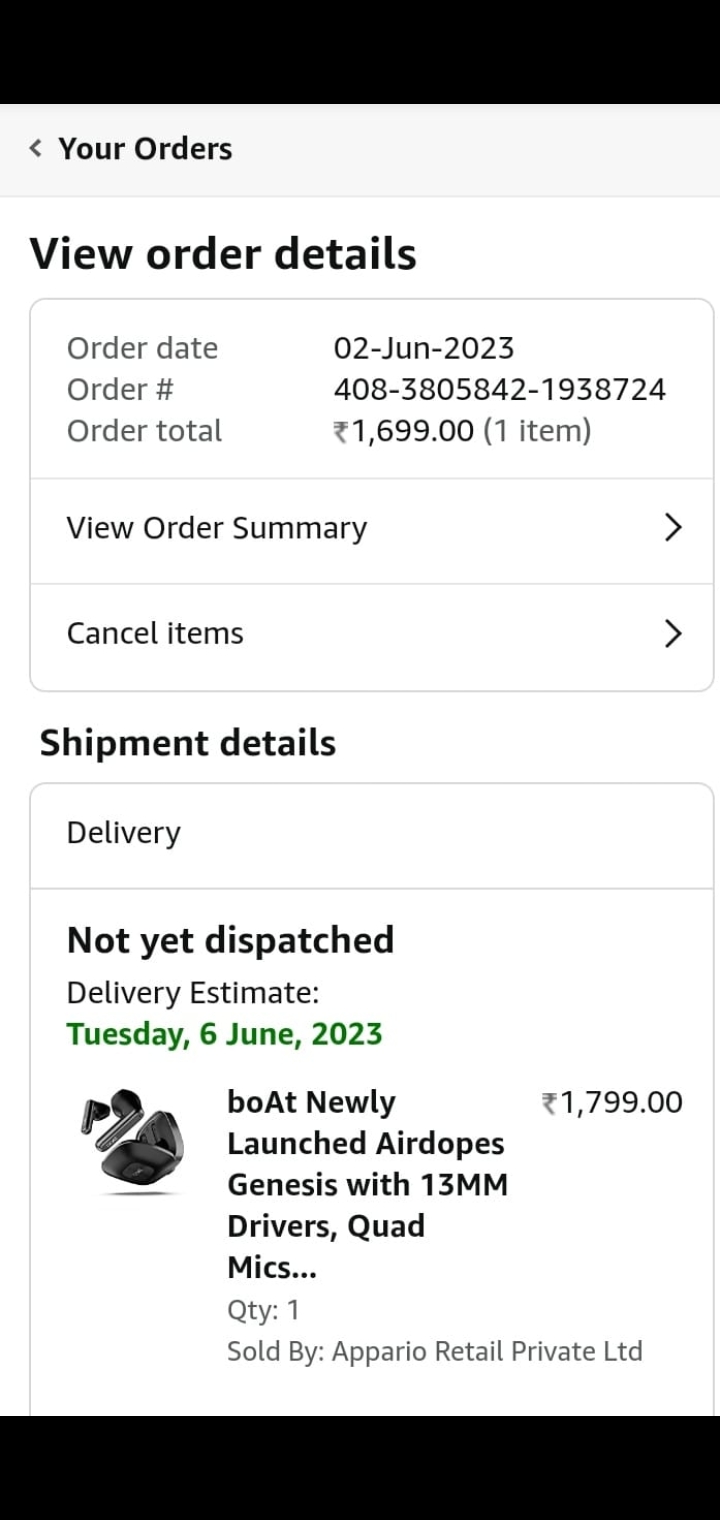 Your Orders
View order details
Order date 02-Jun-2023
Order # 408-3805842-1938724
Order total ₹1,699.00 (1 item)
View Order Summary
Cancel items
Shipment details
Delivery
Not yet dispatched
Delivery Estimate:
Tuesday, 6 June, 2023
boAt Newly ₹1,799.00
Launched Airdopes
Genesis with 13MM
Drivers, Quad
Mics...
Qty: 1
Sold By: Appario Retail Private Ltd